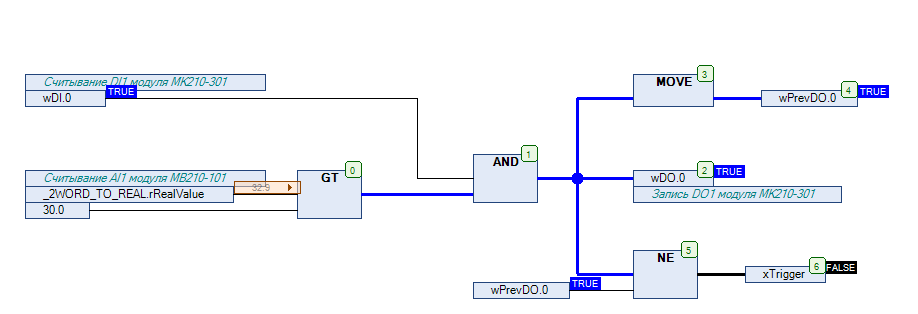 3
MOVE
Считывание DI1 модуля МК210-301
TRUE
wDI.0
4
wPrevDO.0
TRUE
1
AND
Считывание AI1 модуля МВ210-101
0
GT
32.9
_2WORD_TO_REAL.rRealValue
30.0
2
wDO.0
TRUE
Запись DO1 модуля МК210-301
5
NE
6
xTrigger
FALSE
TRUE
wPrevDO.0